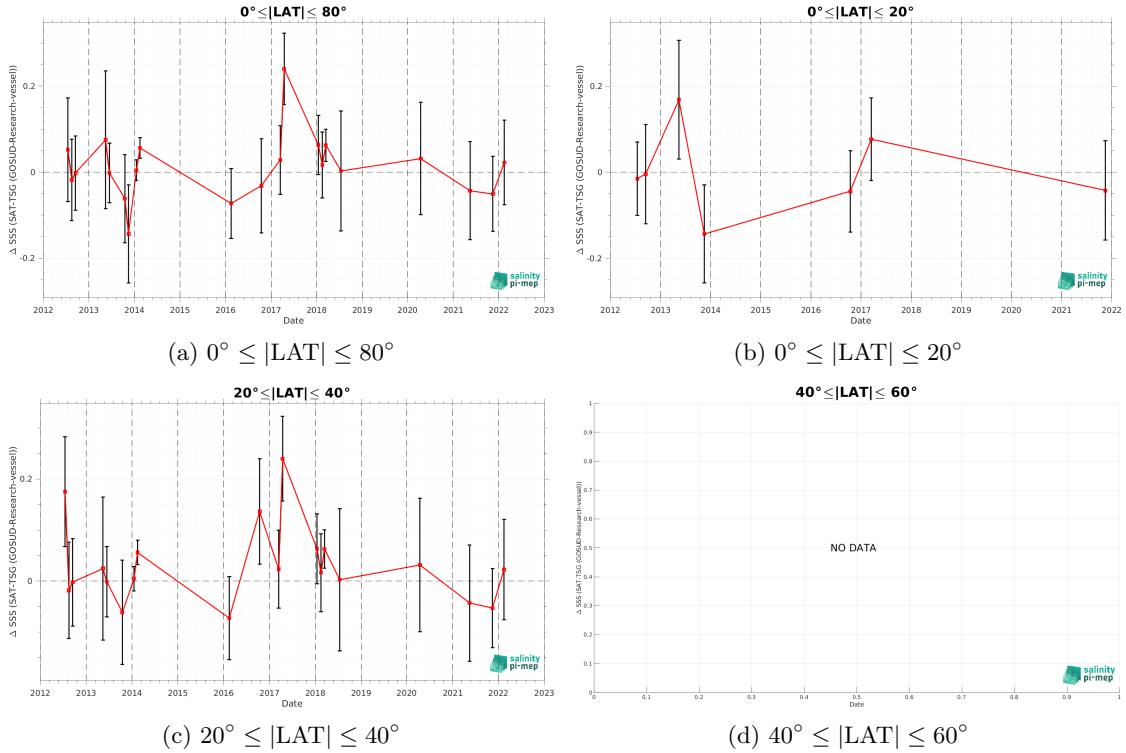 0°≤|LAT|≤ 80°
Δ SSS (SAT-TSG (GOSUD-Research-vessel))
0.2
0
-0.2
2012 2013 2014 2015 2016 2017 2018 2019 2020 2021 2022 2023
Date
salinity
pi-mep
(a) 0° ≤ |LAT| ≤ 80°
0°≤|LAT|≤ 20°
Δ SSS (SAT-TSG (GOSUD-Research-vessel))
0.2
0
-0.2
2012 2013 2014 2015 2016 2017 2018 2019 2020 2021 2022
Date
salinity
pi-mep
(b) 0° ≤ |LAT| ≤ 20°
20°≤|LAT|≤ 40°
Δ SSS (SAT-TSG (GOSUD-Research-vessel))
0.2
0
2012 2013 2014 2015 2016 2017 2018 2019 2020 2021 2022 2023
Date
salinity
pi-mep
(c) 20° ≤ |LAT| ≤ 40°
40°≤|LAT|≤ 60°
Δ SSS (SAT-TSG (GOSUD-Research-vessel))
1
0.9
0.8
0.7
0.6
0.5
0.4
0.3
0.2
0.1
0
NO DATA
0 0.1 0.2 0.3 0.4 0.5 0.6 0.7 0.8 0.9 1
Date
salinity
pi-mep
(d) 40° ≤ |LAT| ≤ 60°